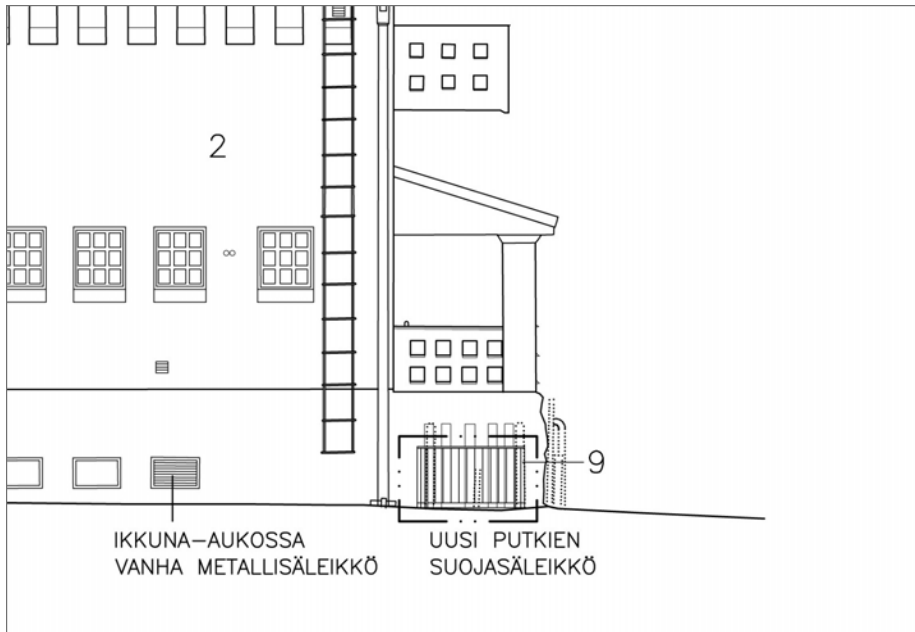 2
9
IKKUNA-AUKOSSA
VANHA METALLISÄLEIKKÖ
UUSI PUTKIEN
SUOJASÄLEIKKÖ